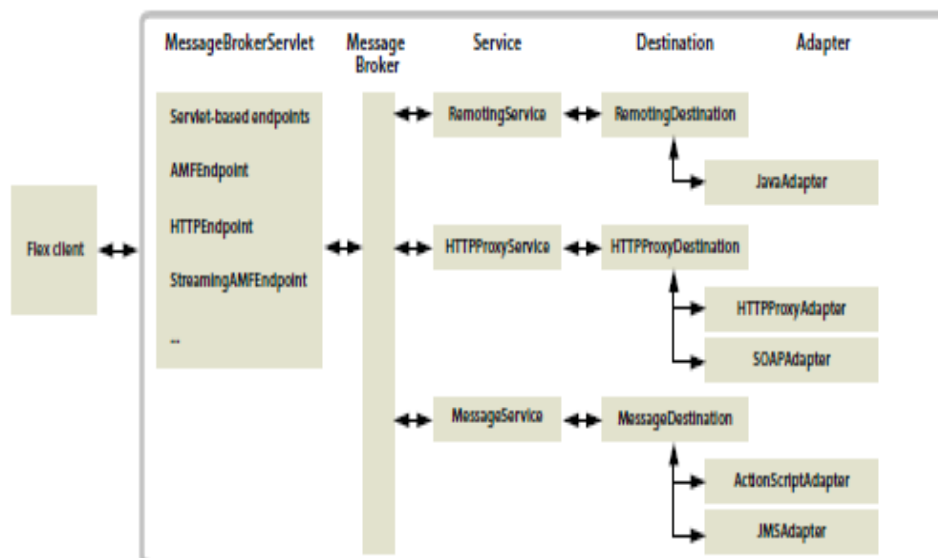 MessageBrokerServlet
Message
Broker
Service
Destination
Adapter
Servlet-based endpoints
AMFEndpoint
HTTPEndpoint
StreamingAMFEndpoint
...
Flex client
RemotingService
RemotingDestination
JavaAdapter
HTTPProxyService
HTTPProxyDestination
HTTPProxyAdapter
SOAPAdapter
MessageService
MessageDestination
ActionScriptAdapter
JMSAdapter